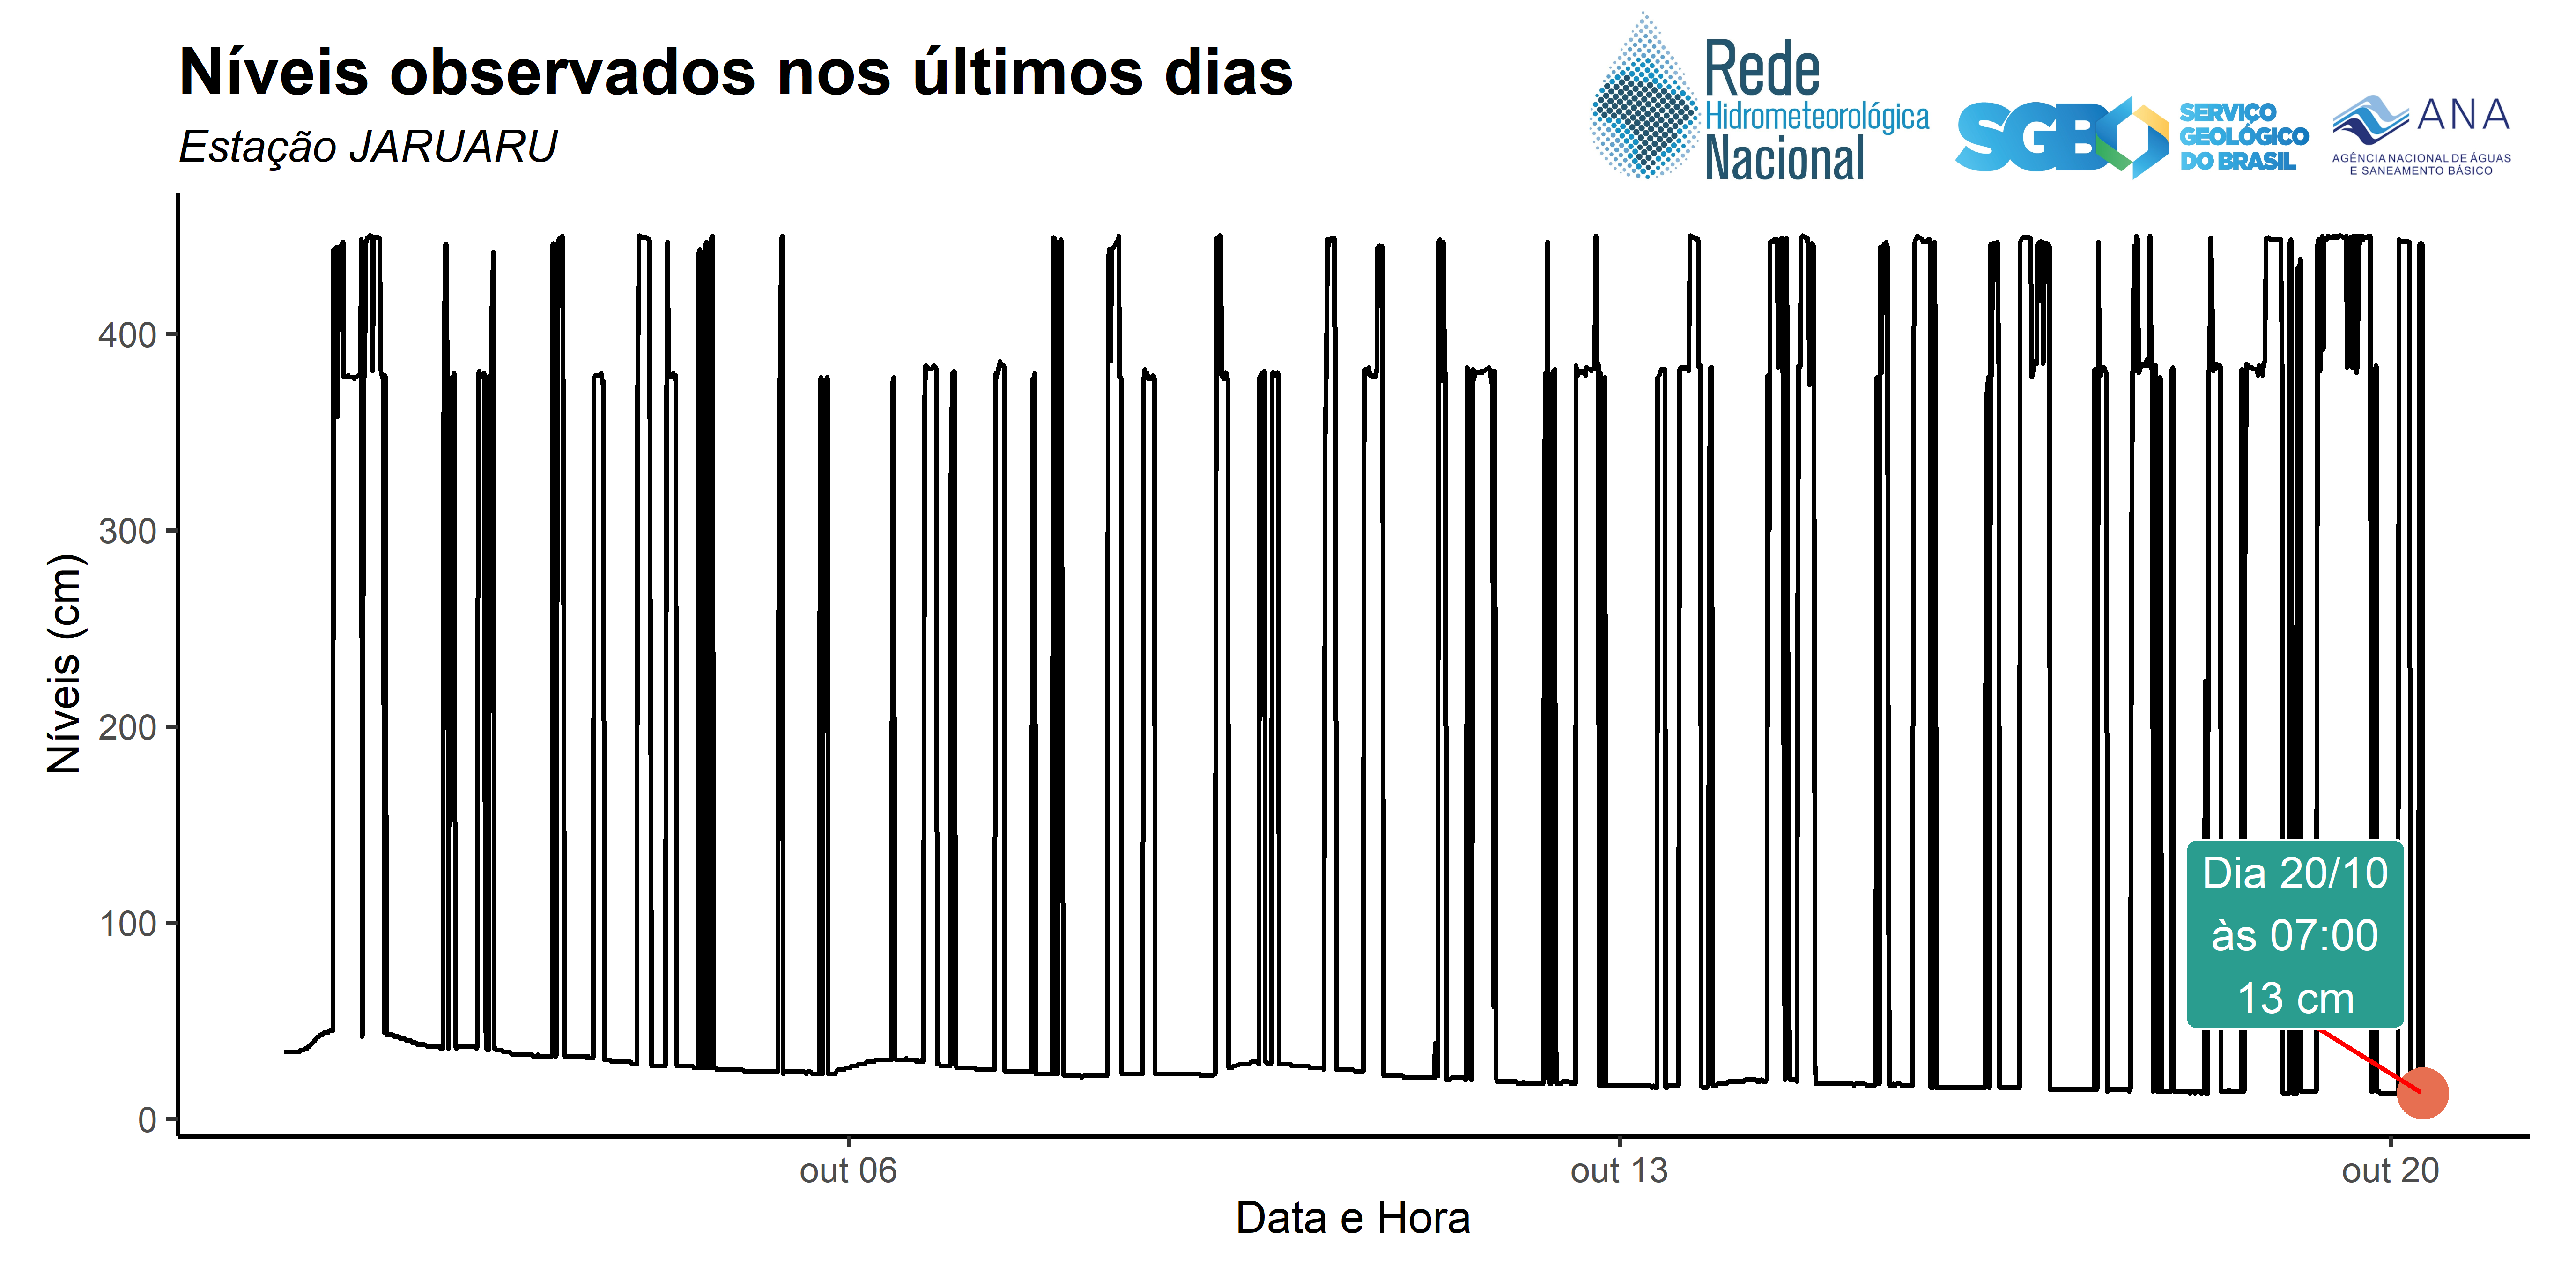 Níveis observados nos últimos dias
Estação JARUARU
Rede
Hidrometeorológica
Nacional
SGB
SERVIÇO
GEOLÓGICO
DO BRASIL
ANA
AGÊNCIA NACIONAL DE ÁGUAS
E SANEAMENTO BÁSICO
Níveis (cm)
400
300
200
100
0
Dia 20/10
às 07:00
13 cm
out 06
out 13
out 20
Data e Hora